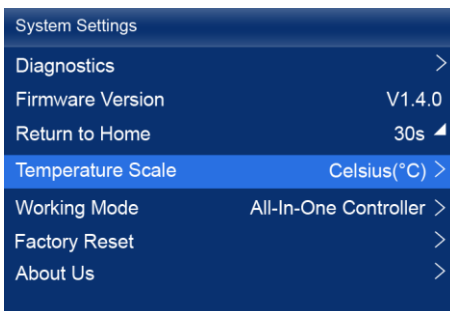 System Settings
Diagnostics >
Firmware Version V1.4.0
Return to Home 30s
Temperature Scale Celsius(°C) >
Working Mode All-In-One Controller >
Factory Reset >
About Us >